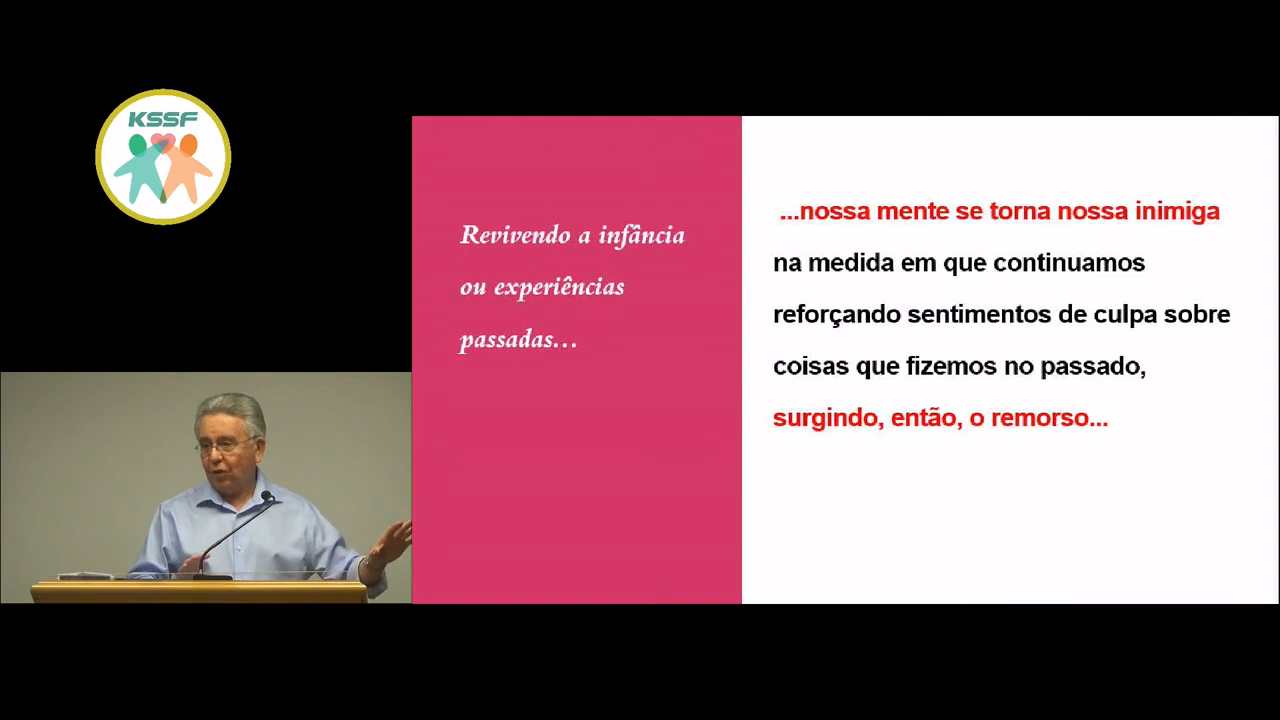 KSSF
Revivendo a infância
ou experiências
passadas...
...nossa mente se torna nossa inimiga
na medida em que continuamos
reforçando sentimentos de culpa sobre
coisas que fizemos no passado,
surgindo, então, o remorso...